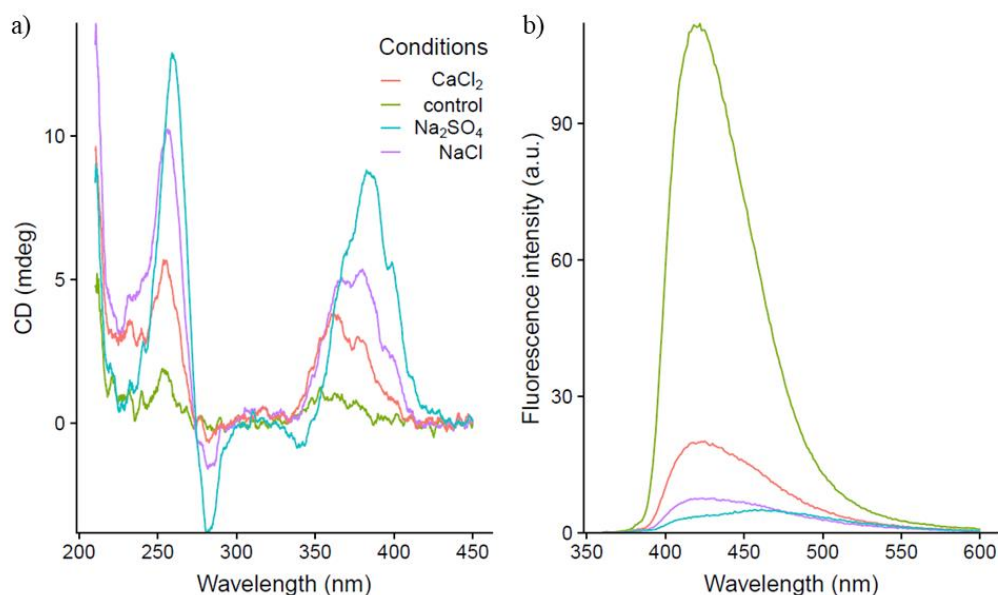 a)
CD (mdeg)
10
5
0
200
250
300
350
400
450
Wavelength (nm)
Conditions
CaCl₂
control
Na₂SO₄
NaCl
b)
Fluorescence intensity (a.u.)
90
60
30
0
350
400
450
500
550
600
Wavelength (nm)